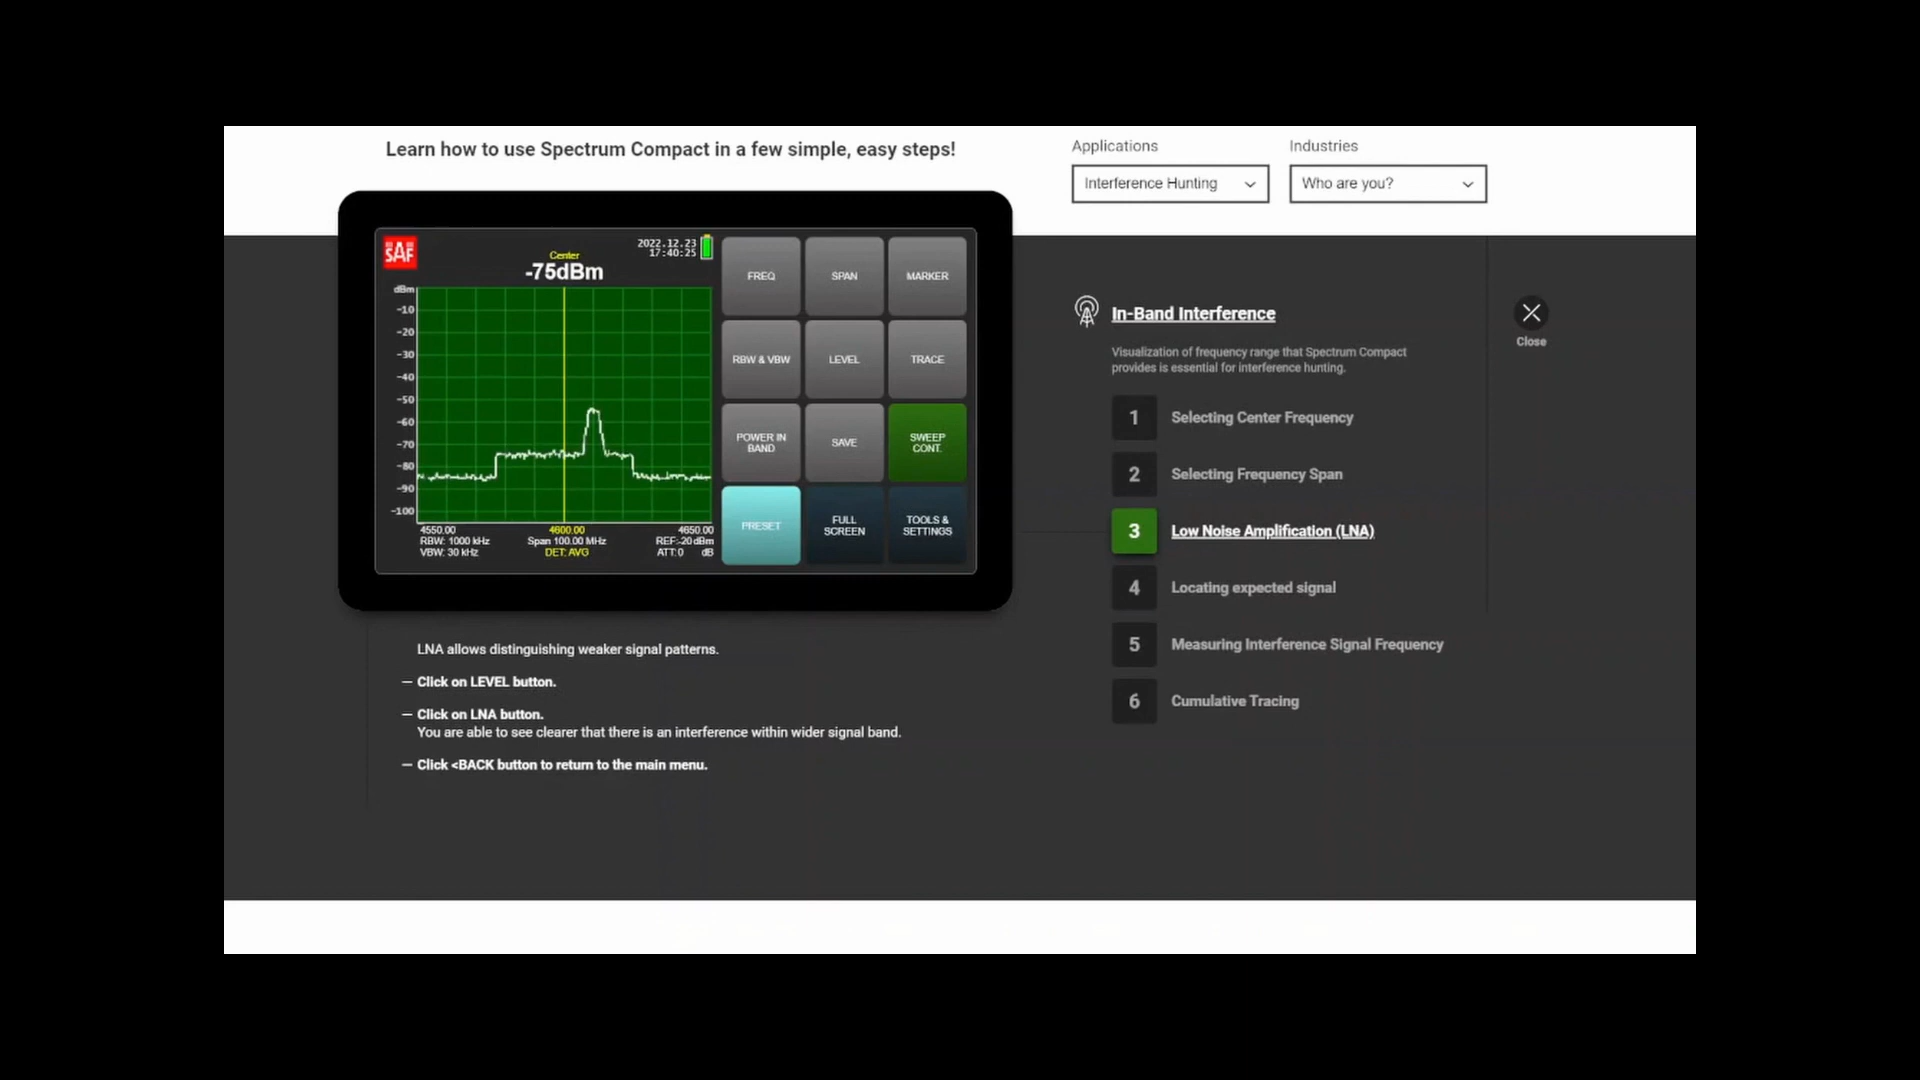 Learn how to use Spectrum Compact in a few simple, easy steps!
Applications
Industries
Interference Hunting
Who are you?
SAF
Center
-75dBm
2022.12.23
17:40:25
dBm
-10
-20
-30
-40
-50
-60
-70
-80
-90
-100
4550.00
4600.00
4650.00
RBW: 1000 kHz
Span 100.00 MHz
REF:-20 dBm
VBW: 30 kHz
DET: AVG
ATT:0 dB
FREQ
SPAN
MARKER
RBW & VBW
LEVEL
TRACE
POWER IN
BAND
SAVE
SWEEP
CONT.
PRESET
FULL
SCREEN
TOOLS &
SETTINGS
LNA allows distinguishing weaker signal patterns.
— Click on LEVEL button.
— Click on LNA button.
You are able to see clearer that there is an interference within wider signal band.
— Click <BACK button to return to the main menu.
In-Band Interference
Visualization of frequency range that Spectrum Compact
provides is essential for interference hunting.
1 Selecting Center Frequency
2 Selecting Frequency Span
3 Low Noise Amplification (LNA)
4 Locating expected signal
5 Measuring Interference Signal Frequency
6 Cumulative Tracing
Close